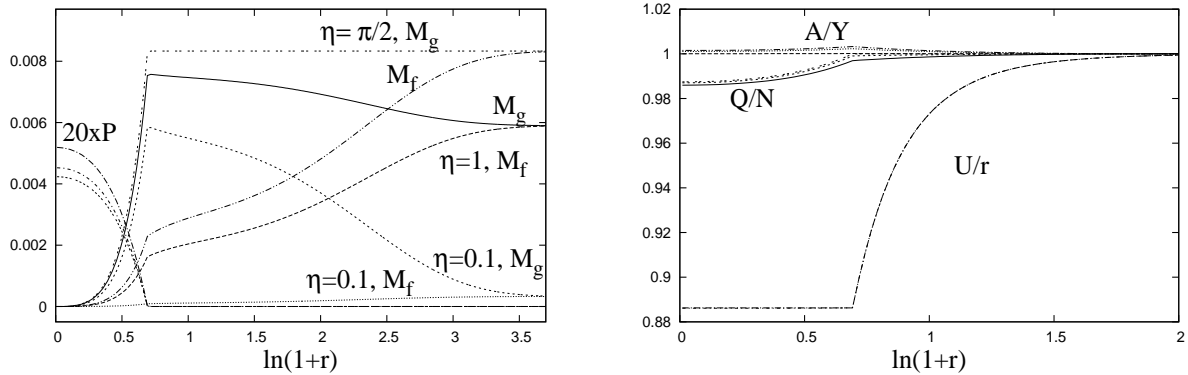 η= π/2, M_g
0.008
M_f
0.006
M_g
20xP
η=1, M_f
0.004
0.002
η=0.1, M_g
η=0.1, M_f
0
0 0.5 1 1.5 2 2.5 3 3.5
ln(1+r)
1.02
A/Y
1
0.98
Q/N
0.96
U/r
0.94
0.92
0.9
0.88
0 0.5 1 1.5 2
ln(1+r)